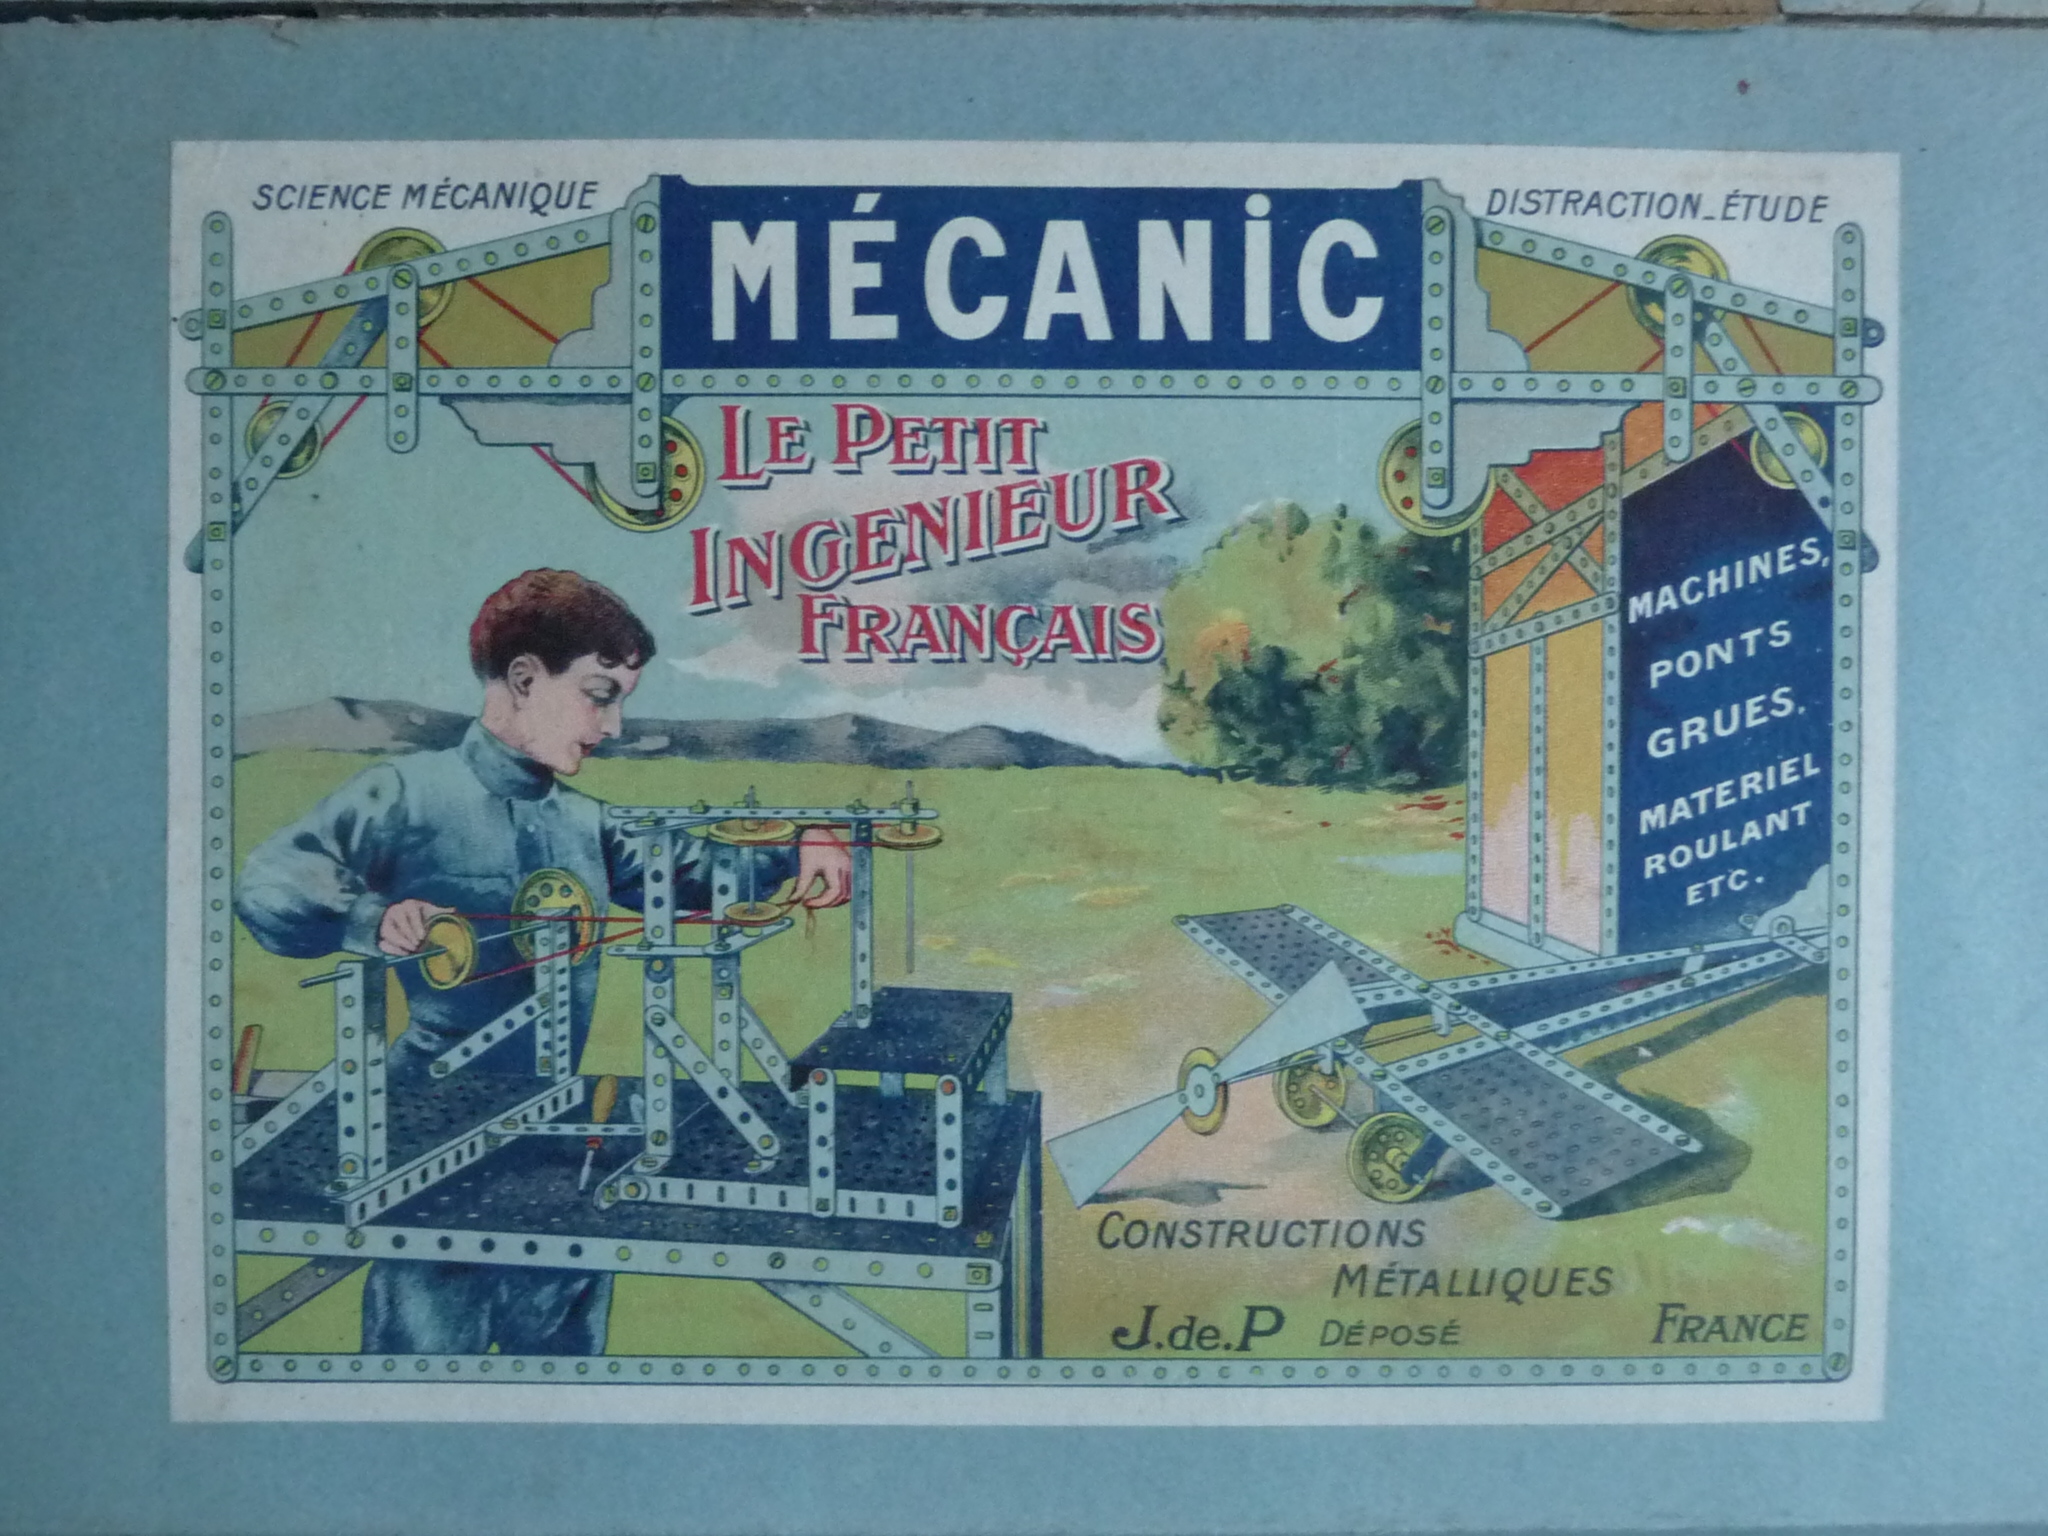 SCIENCE MÉCANIQUE
MÉCANIC
DISTRACTION_ÉTUDE
LE PETIT
INGENIEUR
FRANÇAIS
MACHINES,
PONTS
GRUES.
MATERIEL
ROULANT
ETC.
CONSTRUCTIONS
MÉTALLIQUES
J.de.P DÉPOSÉ FRANCE